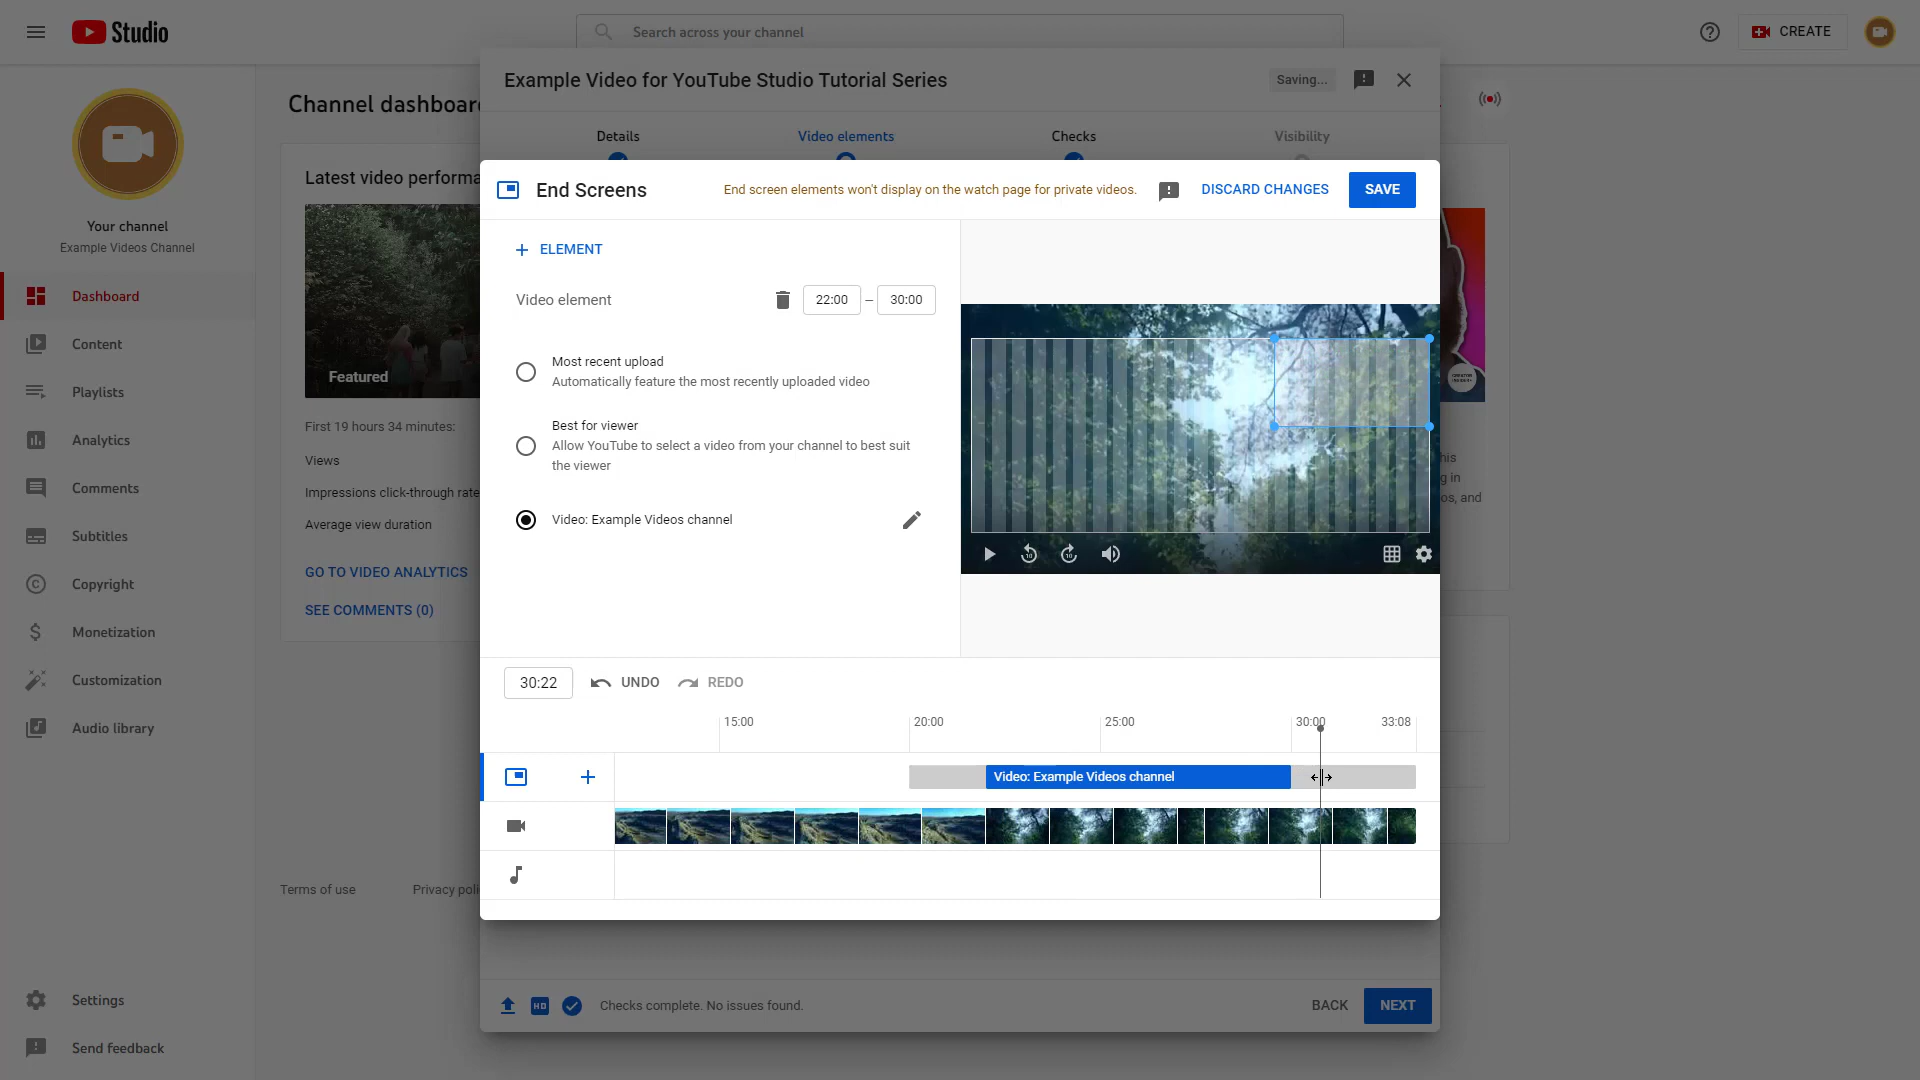 Studio
Search across your channel
CREATE
Your channel
Example Videos Channel
Dashboard
Content
Playlists
Analytics
Comments
Subtitles
Copyright
Monetization
Customization
Audio library
Settings
Send feedback
Channel dashboar
Latest video performa
Featured
First 19 hours 34 minutes:
Views
Impressions click-through rate
Average view duration
GO TO VIDEO ANALYTICS
SEE COMMENTS (0)
Terms of use
Privacy poli
Example Video for YouTube Studio Tutorial Series
Saving...
Details
Video elements
Checks
Visibility
End Screens
End screen elements won't display on the watch page for private videos.
DISCARD CHANGES
SAVE
ELEMENT
Video element
22:00 – 30:00
Most recent upload
Automatically feature the most recently uploaded video
Best for viewer
Allow YouTube to select a video from your channel to best suit
the viewer
Video: Example Videos channel
30:22
UNDO
REDO
15:00
20:00
25:00
30:00
33:08
Video: Example Videos channel
HD
Checks complete. No issues found.
BACK
NEXT
his
g in
os, and